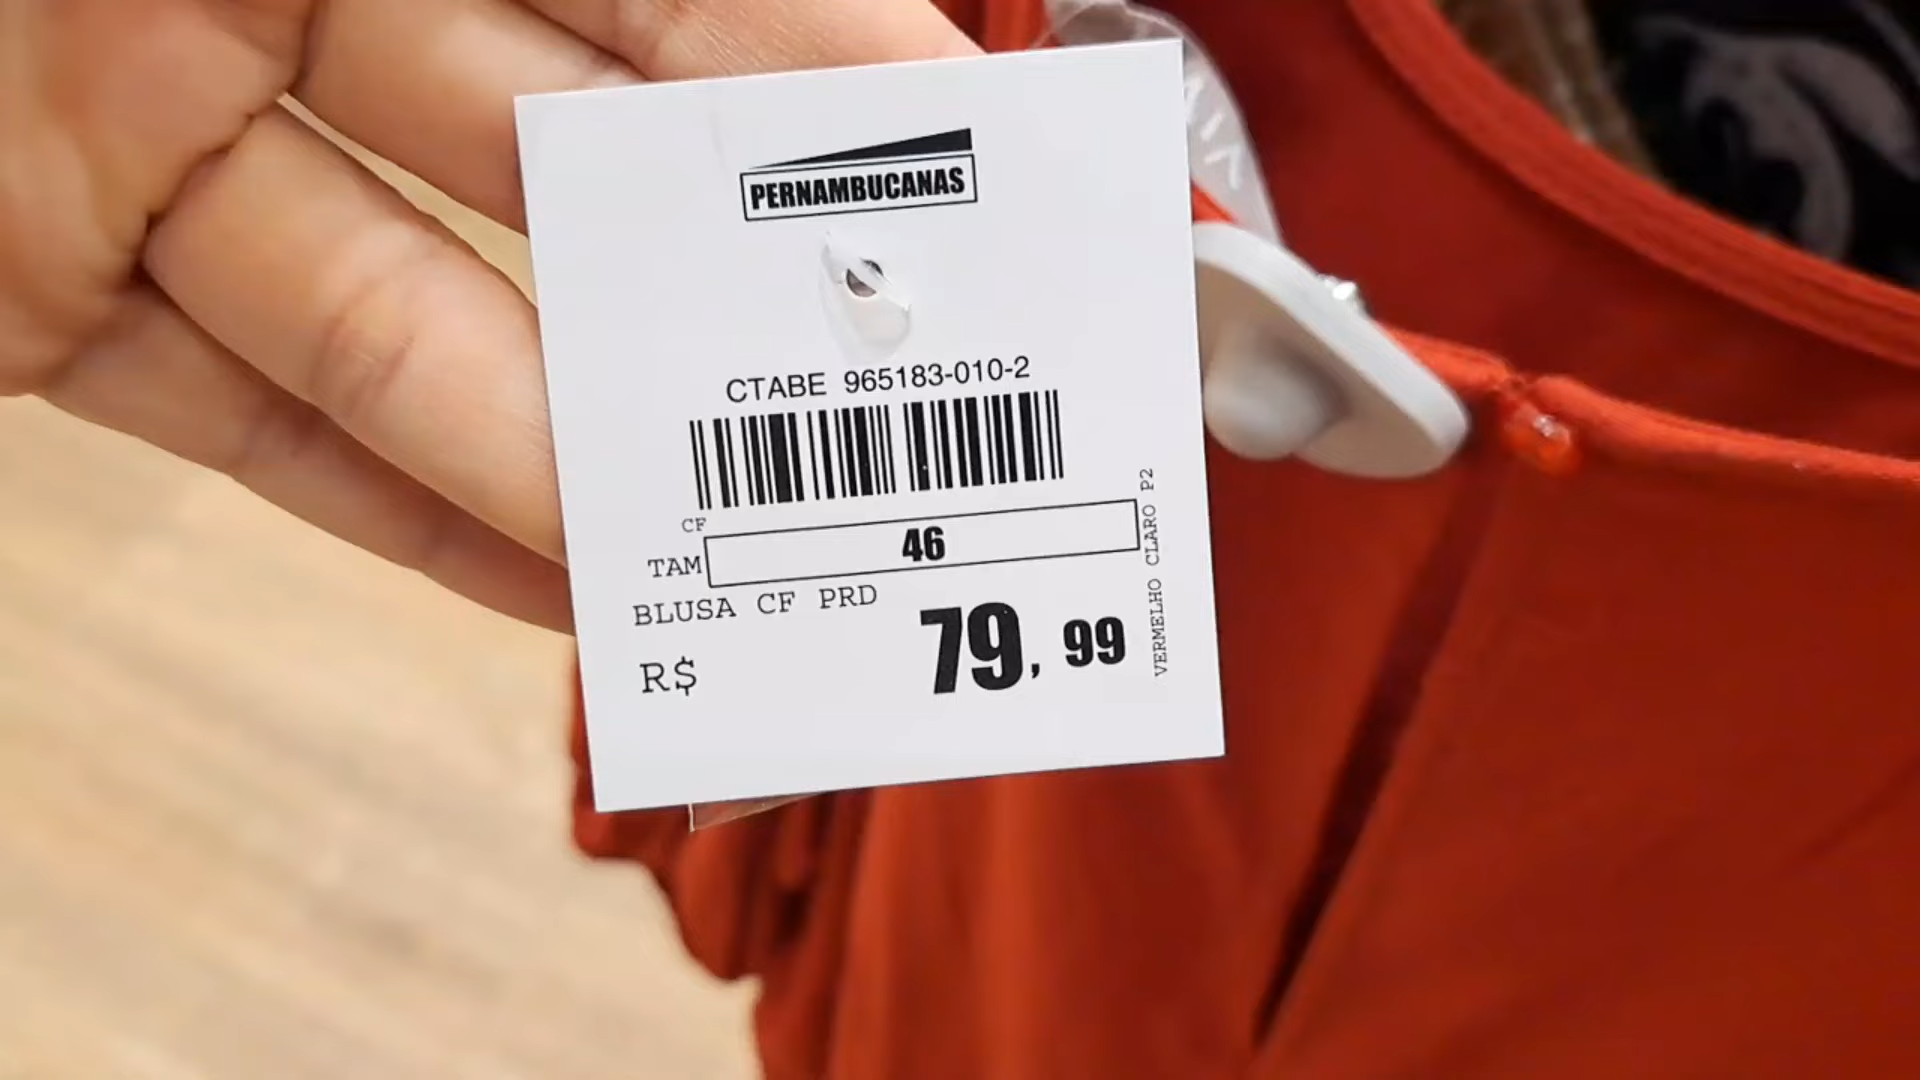 PERNAMBUCANAS
CTABE 965183-010-2
CF
TAM 46
BLUSA CF PRD
R$ 79,99
VERMELHO CLARO P2